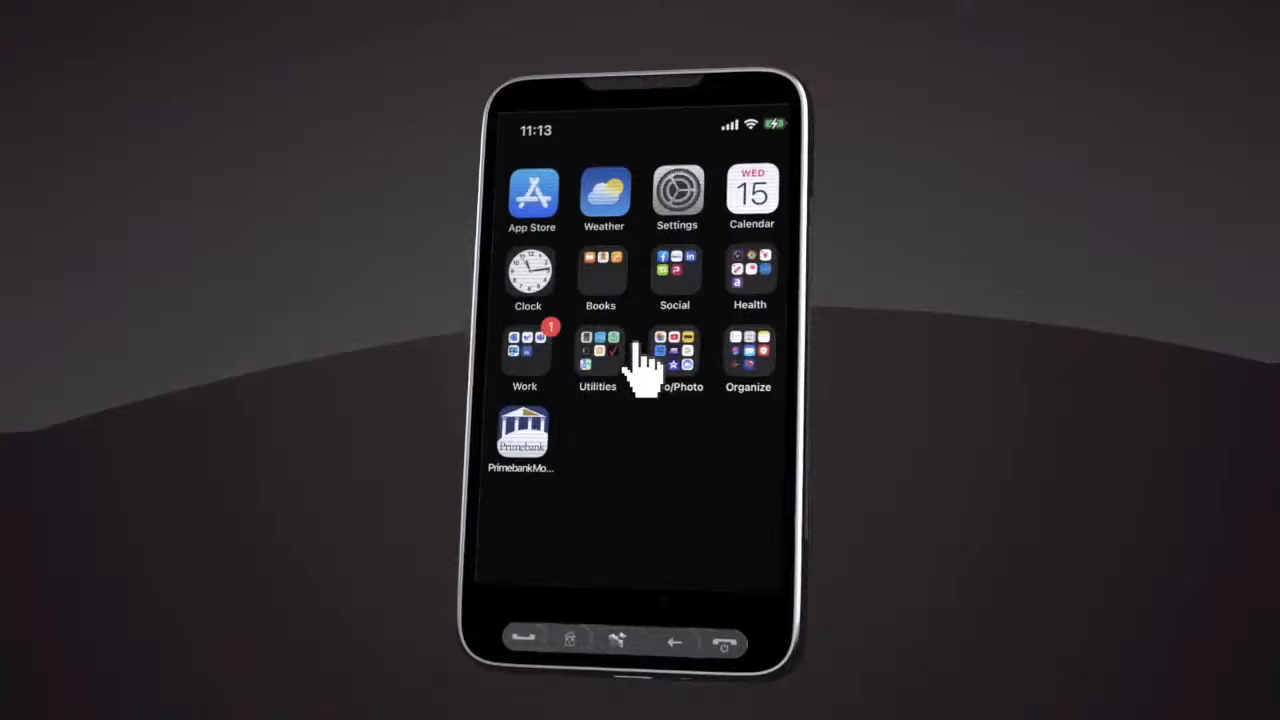 11:13
WED
15
App Store
Weather
Settings
Calendar
Clock
Books
Social
Health
1
Work
Utilities
o/Photo
Organize
Primebank
PrimebankMo...